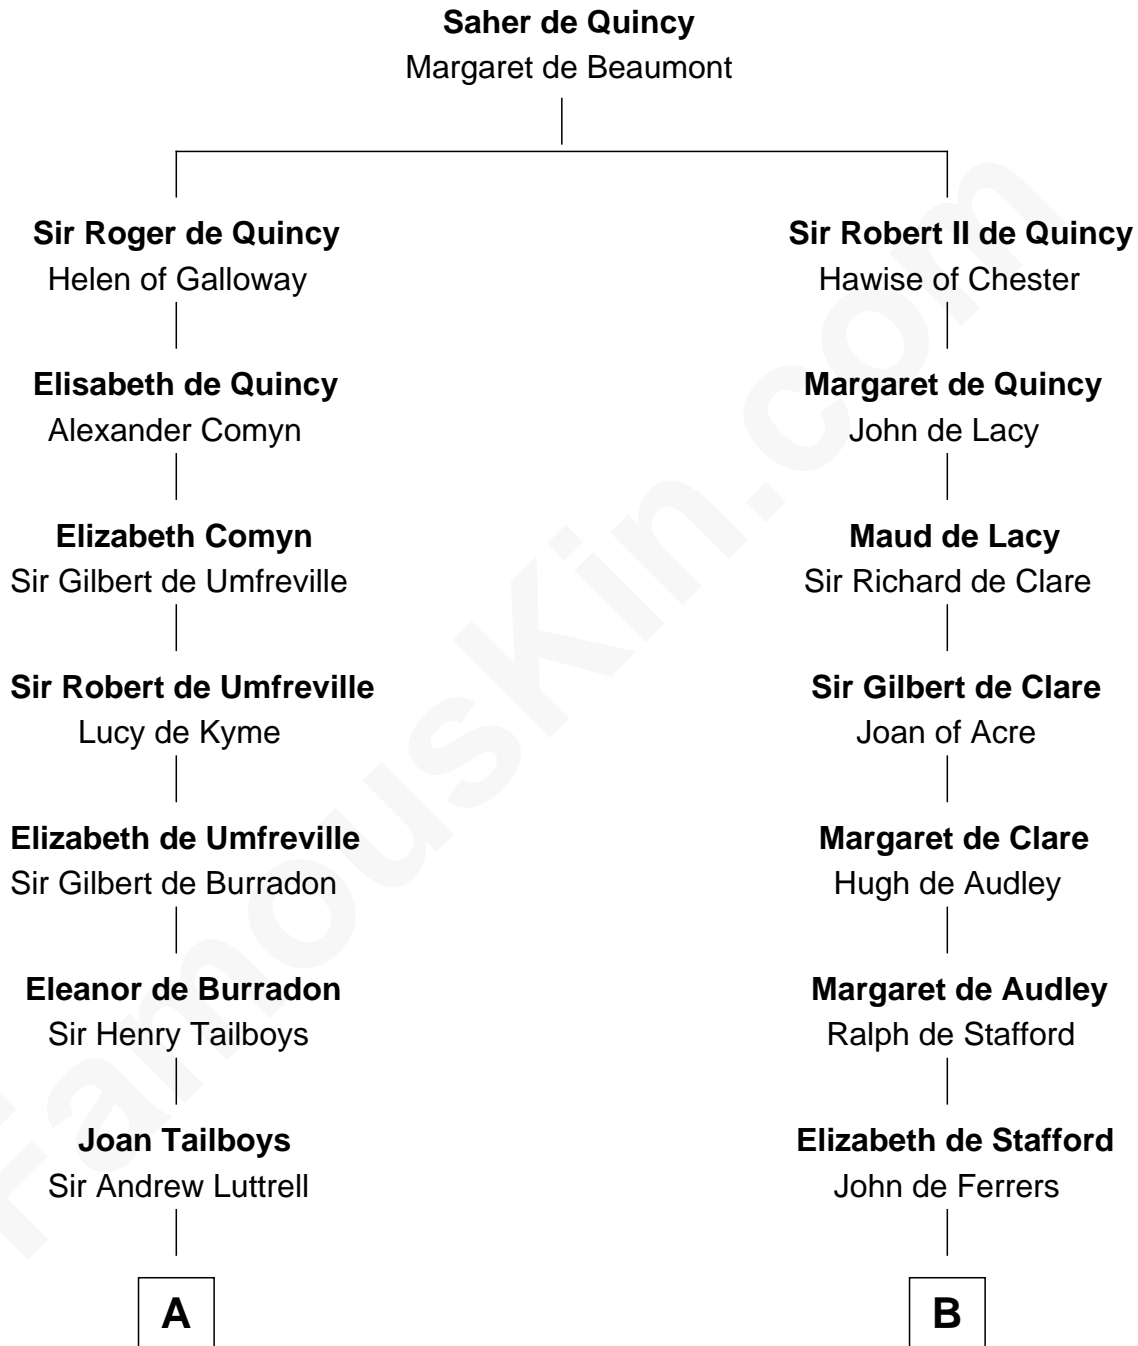 Saher de Quincy
Margaret de Beaumont
Sir Roger de Quincy
Helen of Galloway
Elisabeth de Quincy
Alexander Comyn
Elizabeth Comyn
Sir Gilbert de Umfreville
Sir Robert de Umfreville
Lucy de Kyme
Elizabeth de Umfreville
Sir Gilbert de Burradon
Eleanor de Burradon
Sir Henry Tailboys
Joan Tailboys
Sir Andrew Luttrell
A
Sir Robert II de Quincy
Hawise of Chester
Margaret de Quincy
John de Lacy
Maud de Lacy
Sir Richard de Clare
Sir Gilbert de Clare
Joan of Acre
Margaret de Clare
Hugh de Audley
Margaret de Audley
Ralph de Stafford
Elizabeth de Stafford
John de Ferrers
B
FamousKin.com